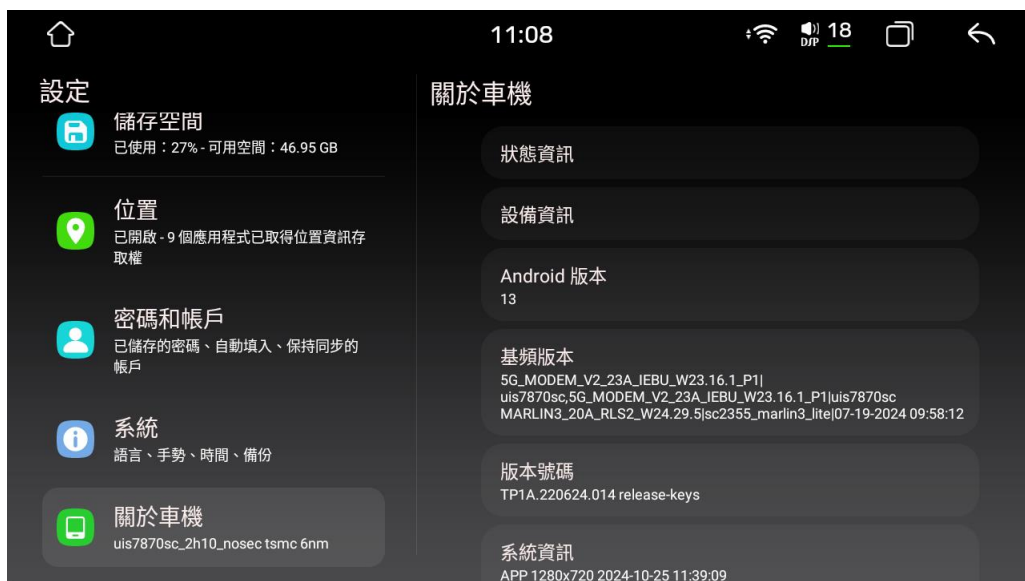 11:08
DSP 18
設定
儲存空間
已使用：27% - 可用空間：46.95 GB
位置
已開啟 - 9 個應用程式已取得位置資訊存
取權
密碼和帳戶
已儲存的密碼、自動填入、保持同步的
帳戶
系統
語言、手勢、時間、備份
關於車機
uis7870sc_2h10_nosec tsmc 6nm
關於車機
狀態資訊
設備資訊
Android 版本
13
基頻版本
5G_MODEM_V2_23A_IEBU_W23.16.1_P1|
uis7870sc,5G_MODEM_V2_23A_IEBU_W23.16.1_P1|uis7870sc
MARLIN3_20A_RLS2_W24.29.5|sc2355_marlin3_lite|07-19-2024 09:58:12
版本號碼
TP1A.220624.014 release-keys
系統資訊
APP 1280x720 2024-10-25 11:39:09